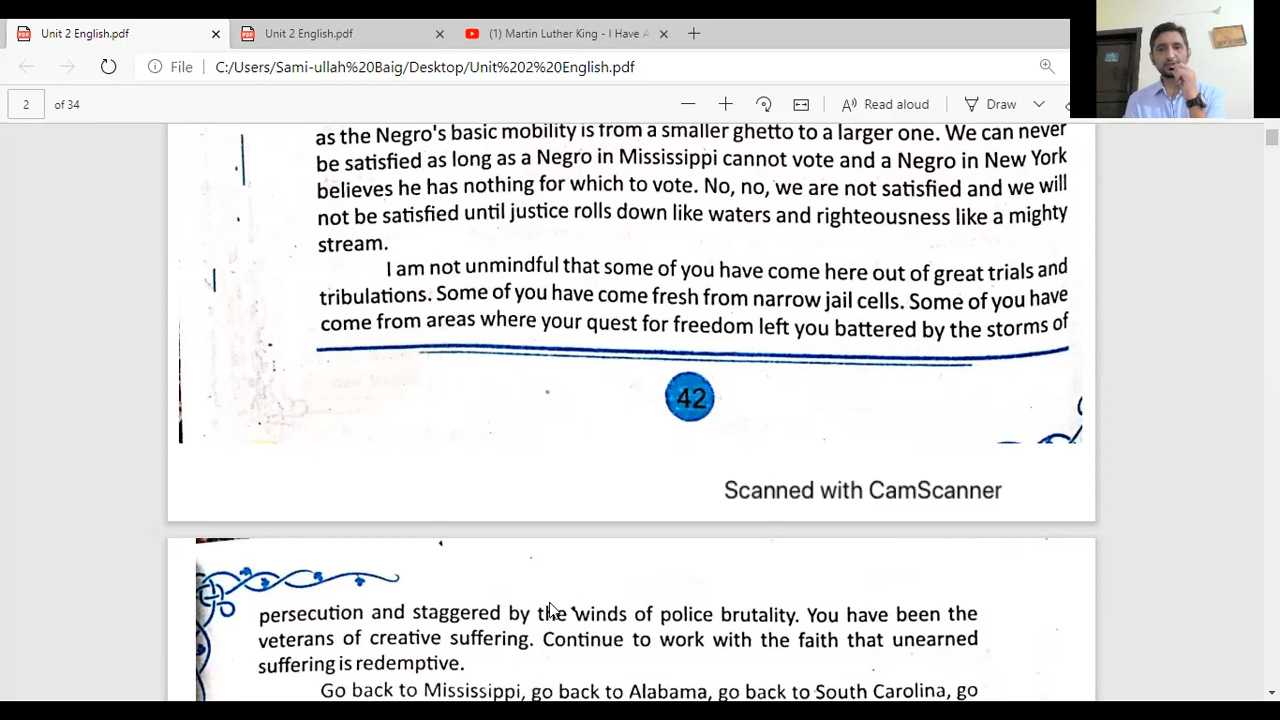 Unit 2 English.pdf
Unit 2 English.pdf
(1) Martin Luther King - I Have A
File
C:/Users/Sami-ullah%20Baig/Desktop/Unit%202%20English.pdf
2 of 34
Read aloud
Draw
as the Negro's basic mobility is from a smaller ghetto to a larger one. We can never
be satisfied as long as a Negro in Mississippi cannot vote and a Negro in New York
believes he has nothing for which to vote. No, no, we are not satisfied and we will
not be satisfied until justice rolls down like waters and righteousness like a mighty
stream.
I am not unmindful that some of you have come here out of great trials and
tribulations. Some of you have come fresh from narrow jail cells. Some of you have
come from areas where your quest for freedom left you battered by the storms of
42
Scanned with CamScanner
persecution and staggered by the winds of police brutality. You have been the
veterans of creative suffering. Continue to work with the faith that unearned
suffering is redemptive.
Go back to Mississippi, go back to Alabama, go back to South Carolina, go